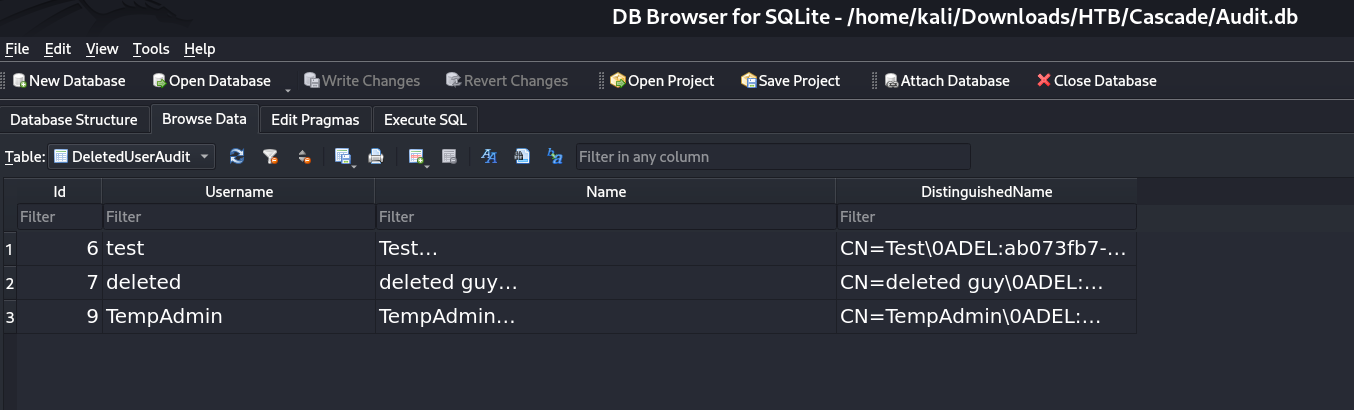 DB Browser for SQLite - /home/kali/Downloads/HTB/Cascade/Audit.db
File Edit View Tools Help
New Database Open Database Write Changes Revert Changes Open Project Save Project Attach Database Close Database
Database Structure Browse Data Edit Pragmas Execute SQL
Table: DeletedUserAudit Filter in any column
Id Username Name DistinguishedName
Filter Filter Filter Filter
1 6 test Test... CN=Test\0ADEL:ab073fb7-...
2 7 deleted deleted guy... CN=deleted guy\0ADEL:...
3 9 TempAdmin TempAdmin... CN=TempAdmin\0ADEL:...